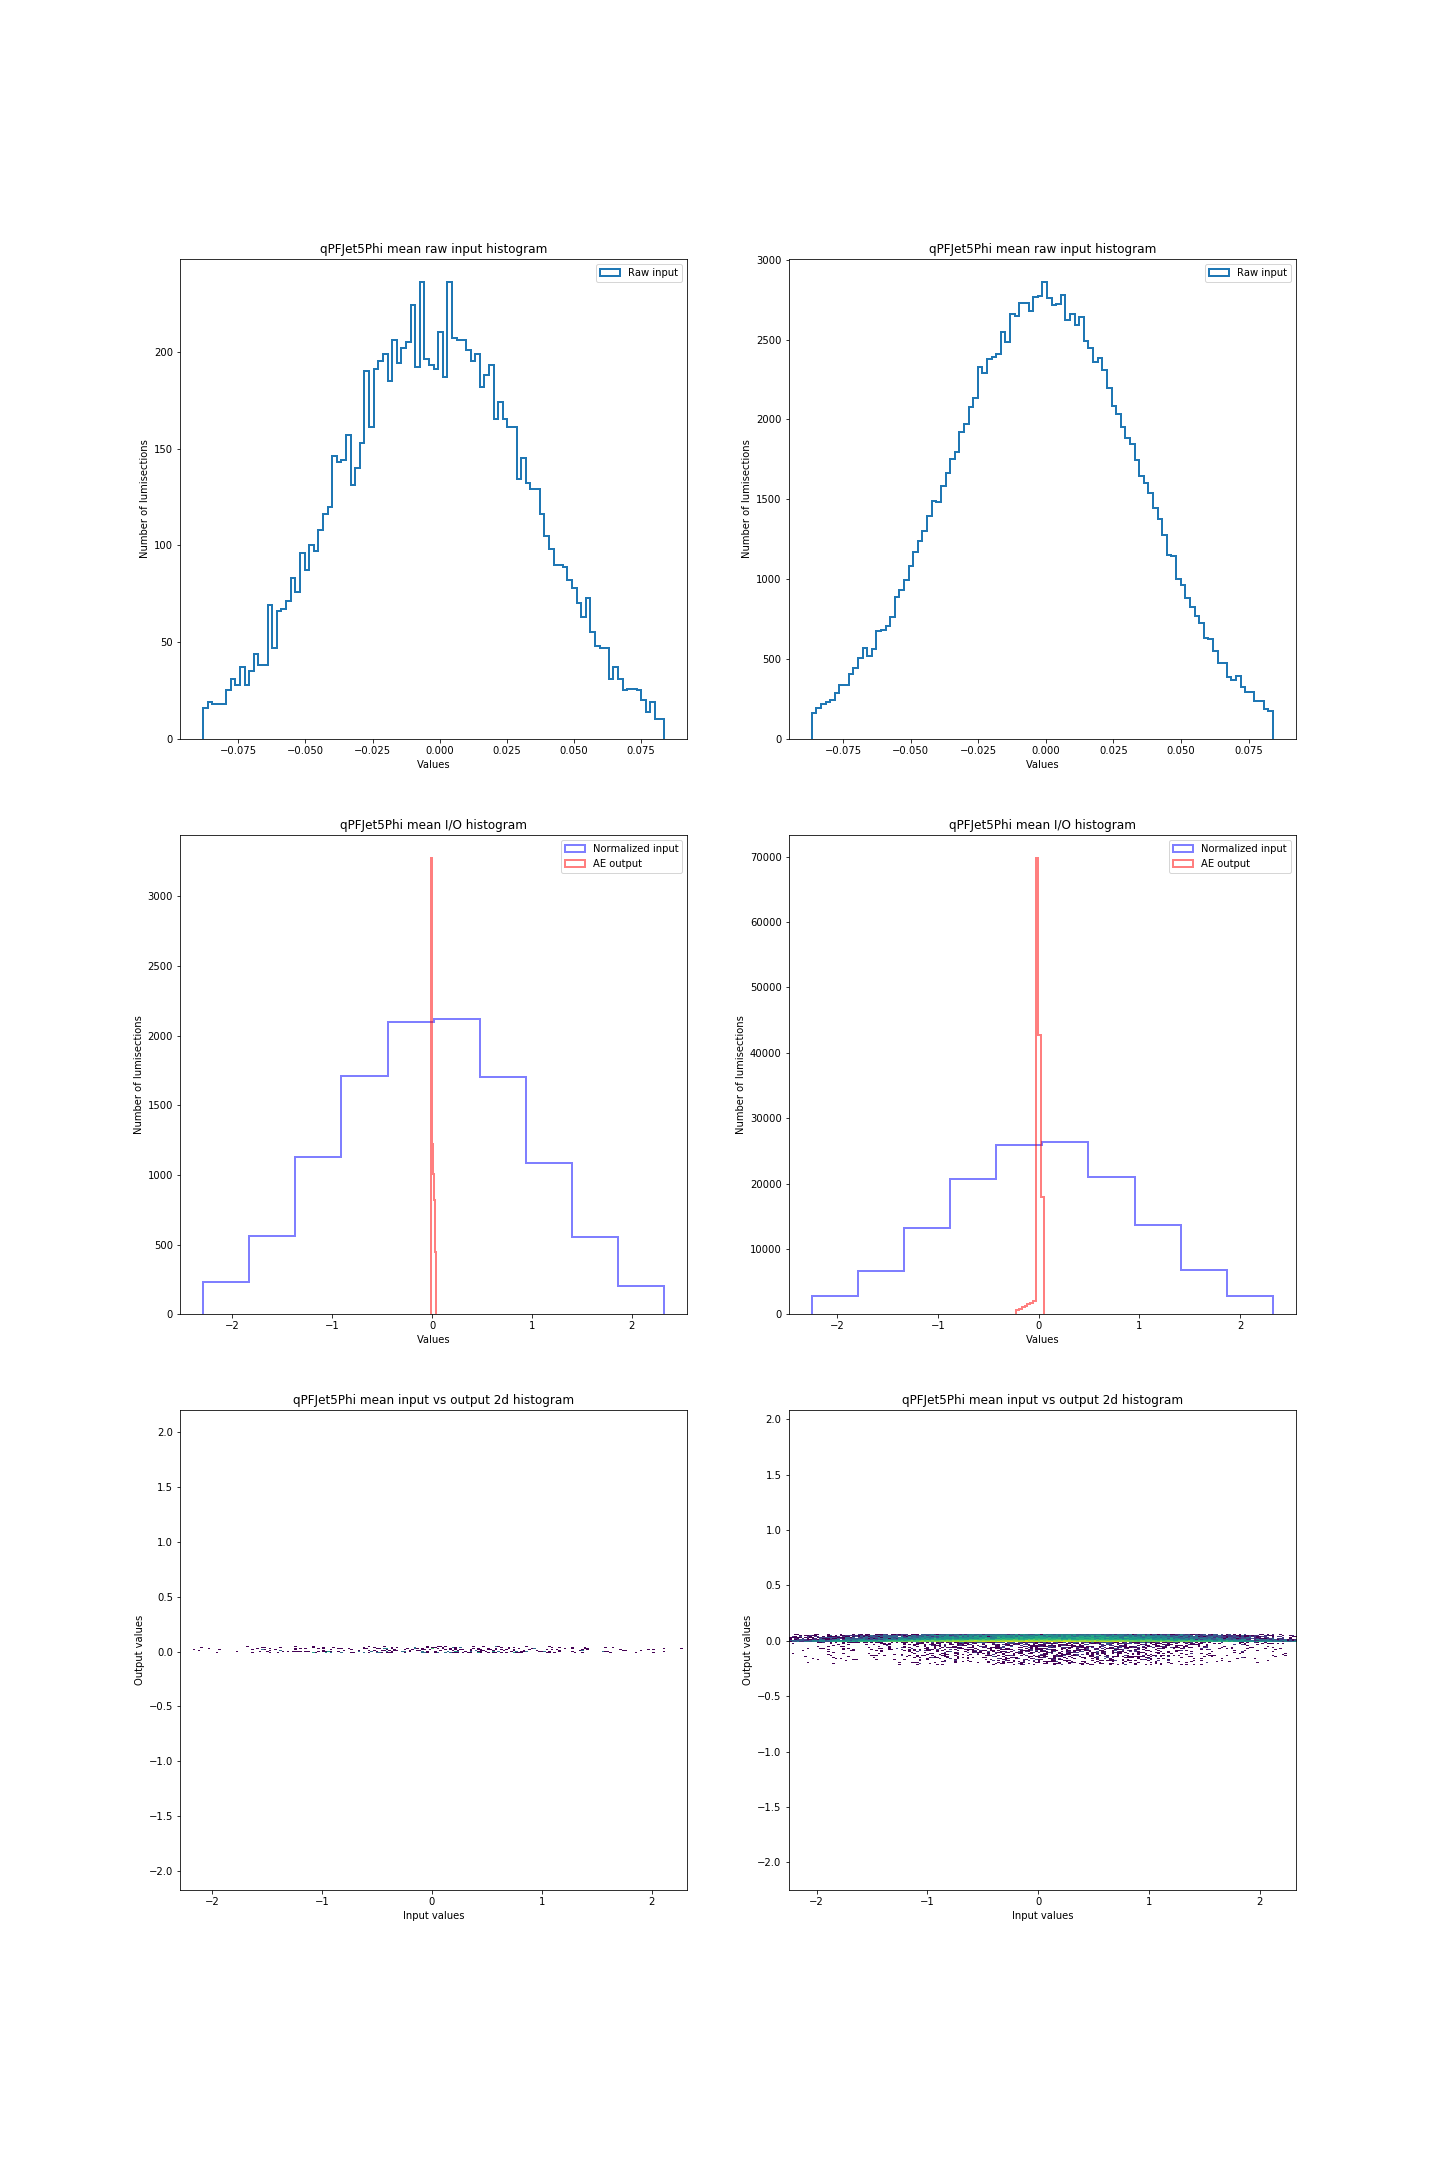 qPFJet5Phi mean raw input histogram
Raw input
Number of lumisections
200
150
100
50
0
−0.075 −0.050 −0.025 0.000 0.025 0.050 0.075
Values
qPFJet5Phi mean raw input histogram
Raw input
Number of lumisections
3000
2500
2000
1500
1000
500
0
−0.075 −0.050 −0.025 0.000 0.025 0.050 0.075
Values
qPFJet5Phi mean I/O histogram
Normalized input
AE output
Number of lumisections
3000
2500
2000
1500
1000
500
0
−2 −1 0 1 2
Values
qPFJet5Phi mean I/O histogram
Normalized input
AE output
Number of lumisections
70000
60000
50000
40000
30000
20000
10000
0
−2 −1 0 1 2
Values
qPFJet5Phi mean input vs output 2d histogram
Output values
2.0
1.5
1.0
0.5
0.0
−0.5
−1.0
−1.5
−2.0
−2 −1 0 1 2
Input values
qPFJet5Phi mean input vs output 2d histogram
Output values
2.0
1.5
1.0
0.5
0.0
−0.5
−1.0
−1.5
−2.0
−2 −1 0 1 2
Input values